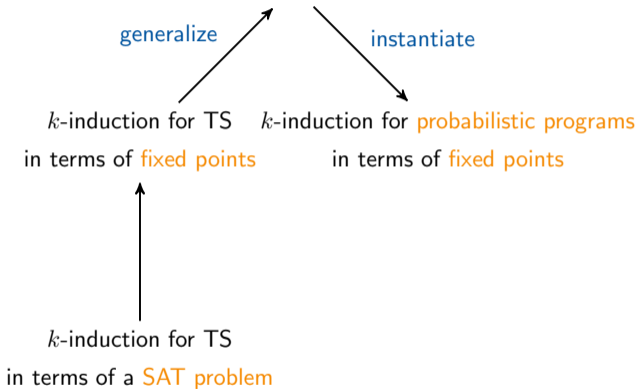 generalize
instantiate
k-induction for TS
in terms of fixed points
k-induction for probabilistic programs
in terms of fixed points
k-induction for TS
in terms of a SAT problem